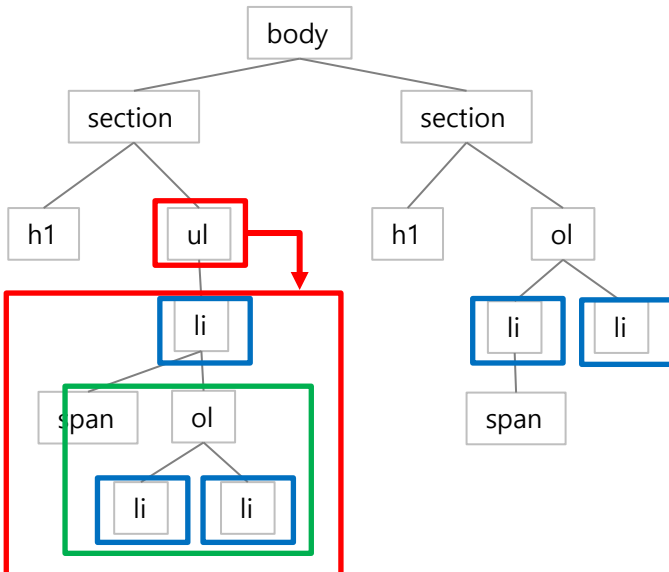 body
section section
h1 ul h1 ol
li li li
span ol span
li li